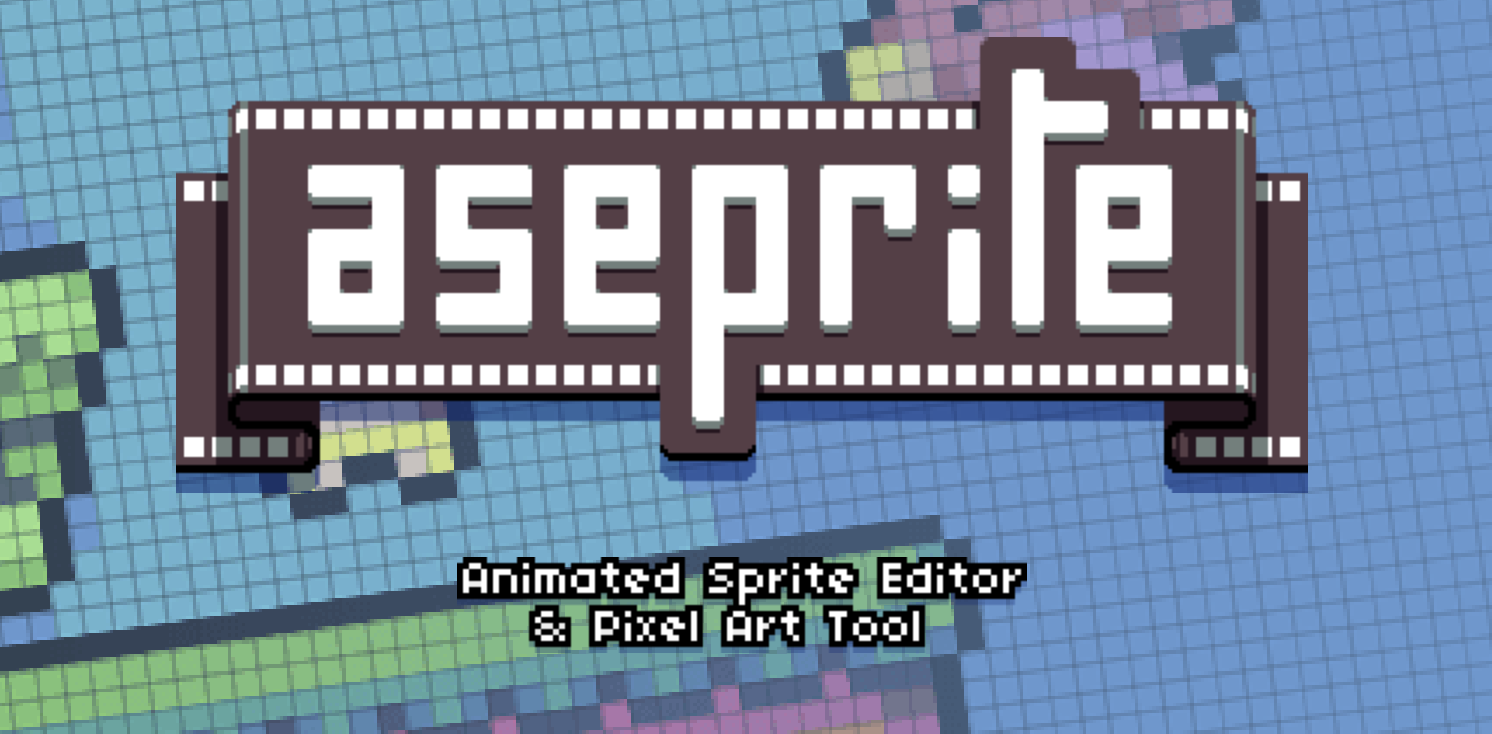 aseprite
Animated Sprite Editor
& Pixel Art Tool